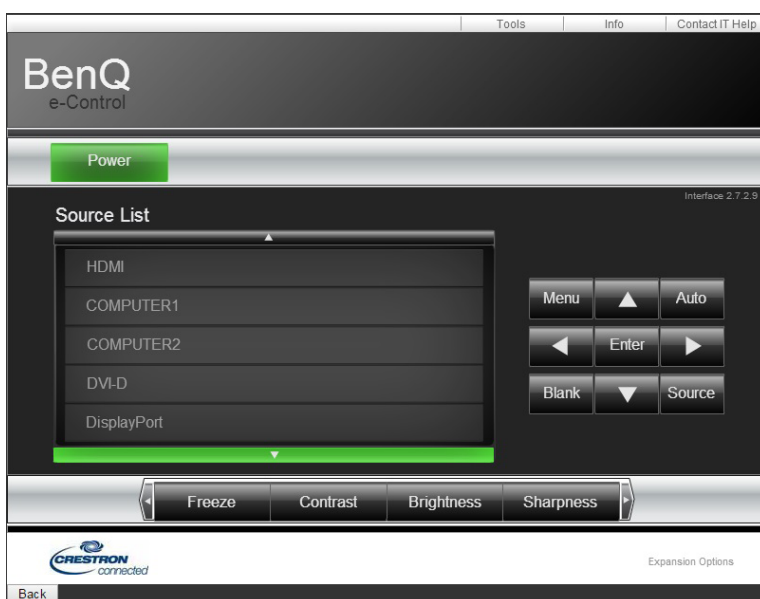 Tools Info Contact IT Help
BenQ
e-Control
Power
Interface 2.7.2.9
Source List
HDMI
COMPUTER1
COMPUTER2
DVI-D
DisplayPort
Menu Auto
Enter
Blank Source
Freeze Contrast Brightness Sharpness
CRESTRON
connected
Expansion Options
Back